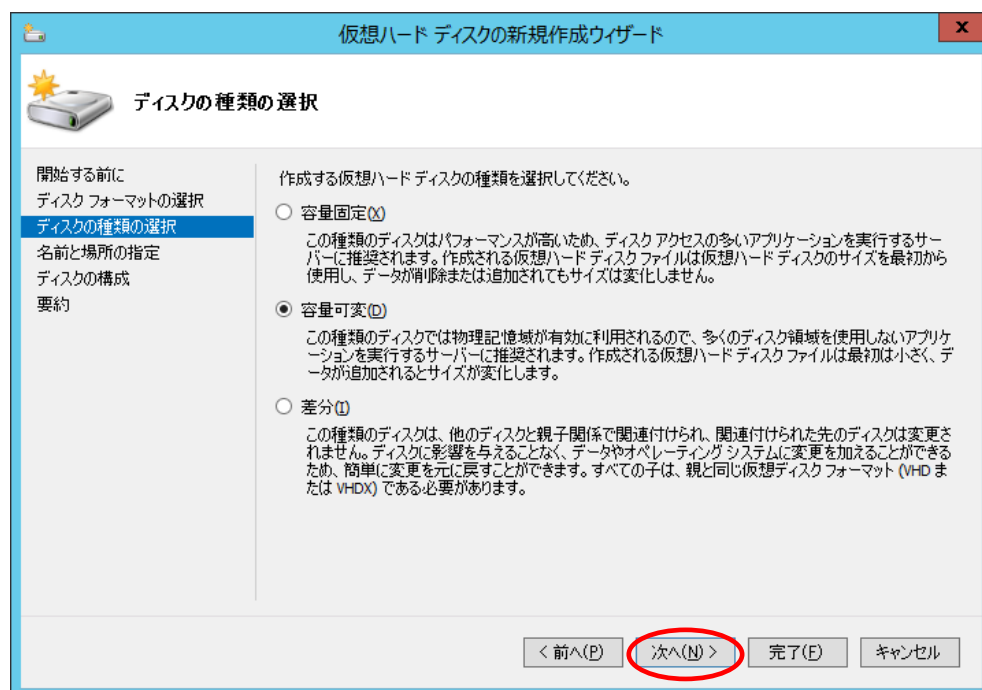 仮想ハード ディスクの新規作成ウィザード
x
ディスクの種類の選択
開始する前に
ディスク フォーマットの選択
ディスクの種類の選択
名前と場所の指定
ディスクの構成
要約
作成する仮想ハード ディスクの種類を選択してください。
容量固定(X)
この種類のディスクはパフォーマンスが高いため、ディスク アクセスの多いアプリケーションを実行するサー
バーに推奨されます。作成される仮想ハード ディスク ファイルは仮想ハード ディスクのサイズを最初から
使用し、データが削除または追加されてもサイズは変化しません。
容量可変(D)
この種類のディスクでは物理記憶域が有効に利用されるので、多くのディスク領域を使用しないアプリケ
ーションを実行するサーバーに推奨されます。作成される仮想ハード ディスク ファイルは最初は小さく、デ
ータが追加されるとサイズが変化します。
差分(I)
この種類のディスクは、他のディスクと親子関係で関連付けられ、関連付けられた先のディスクは変更さ
れません。ディスクに影響を与えることなく、データやオペレーティング システムに変更を加えることができる
ため、簡単に変更を元に戻すことができます。すべての子は、親と同じ仮想ディスク フォーマット (VHD ま
たは VHDX) である必要があります。
< 前へ(P)
次へ(N) >
完了(F)
キャンセル